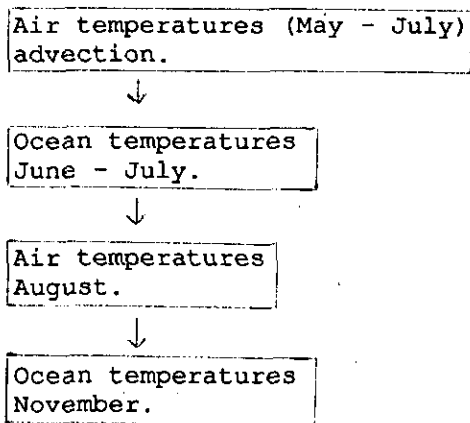 Air temperatures (May - July)
advection.
Ocean temperatures
June - July.
Air temperatures
August.
Ocean temperatures
November.